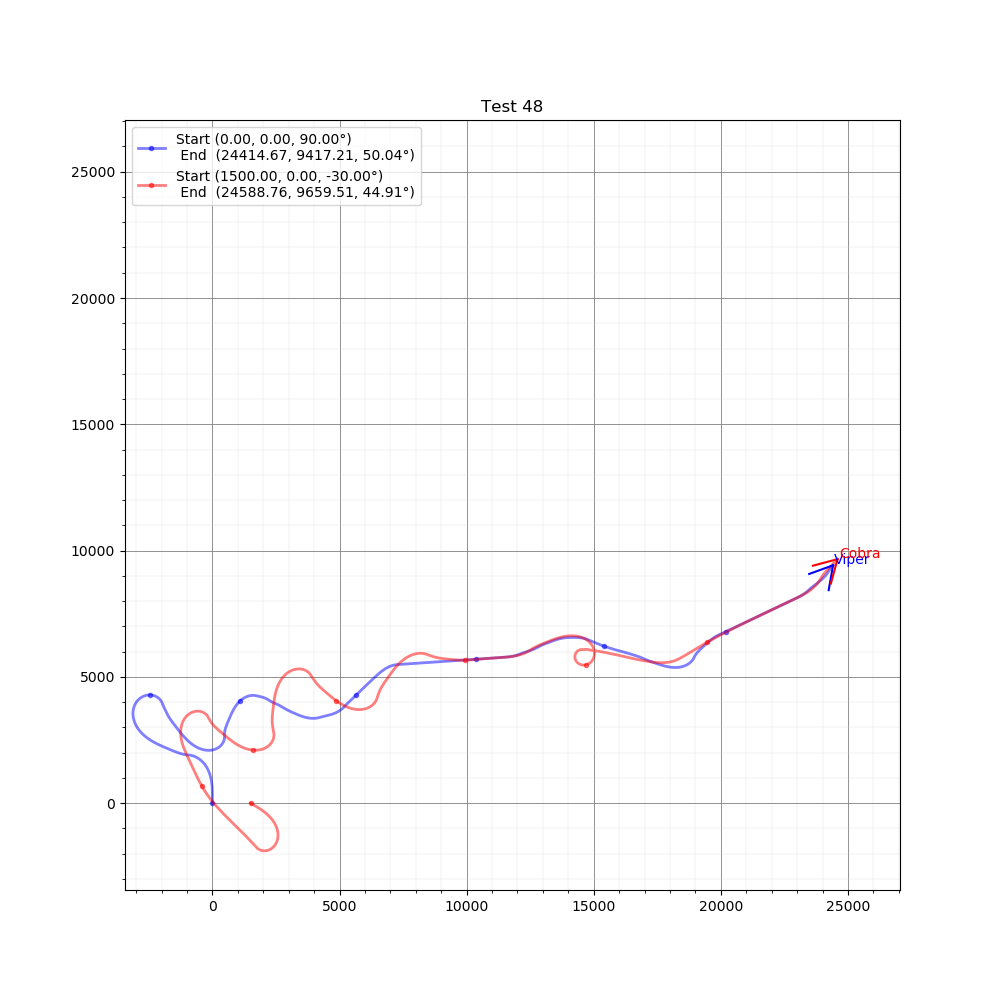 Test 48
Start (0.00, 0.00, 90.00°)
End (24414.67, 9417.21, 50.04°)
Start (1500.00, 0.00, -30.00°)
End (24588.76, 9659.51, 44.91°)
25000
20000
15000
10000
5000
0
Cobra
Viper
0 5000 10000 15000 20000 25000